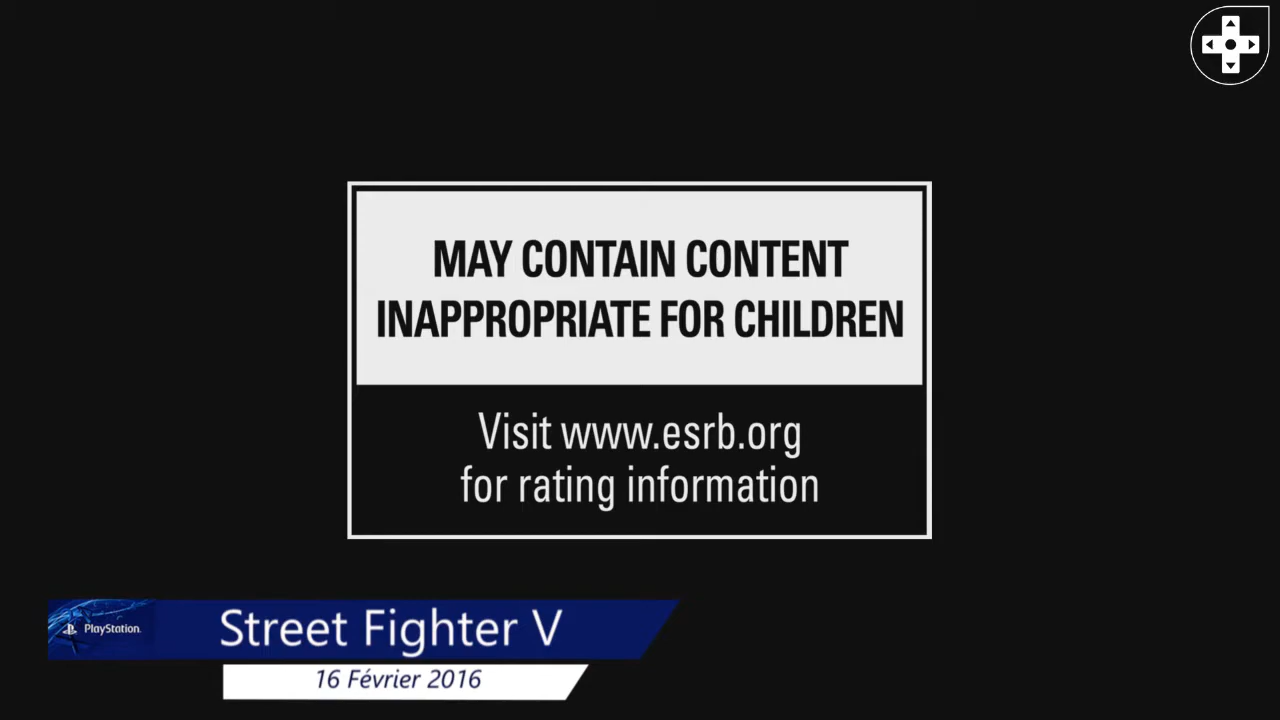 MAY CONTAIN CONTENT
INAPPROPRIATE FOR CHILDREN
Visit www.esrb.org
for rating information
PlayStation.
Street Fighter V
16 Février 2016